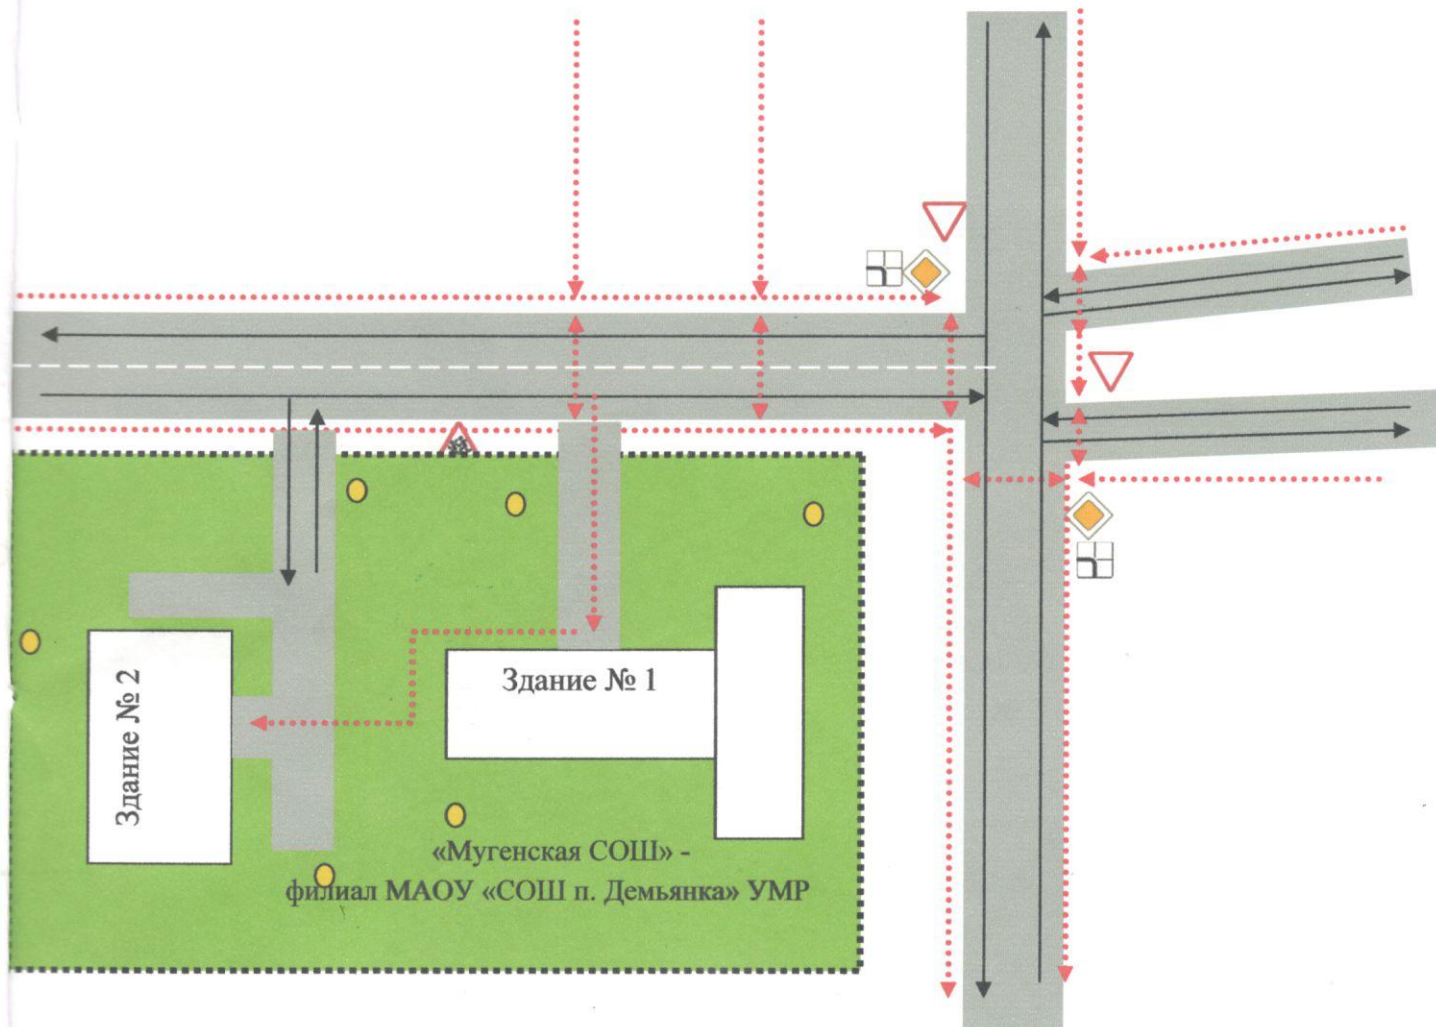 Здание № 2
Здание № 1
«Мугенская СОШ» -
филиал МАОУ «СОШ п. Демьянка» УМР